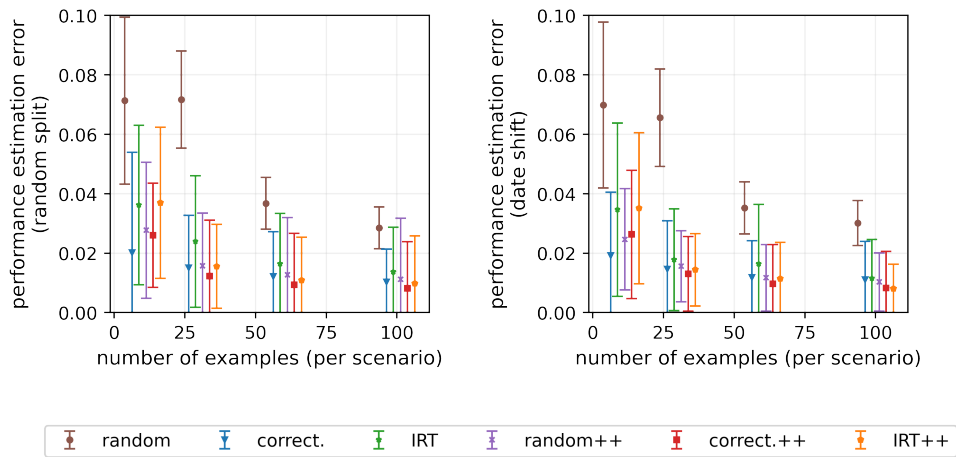 performance estimation error
(random split)
0.10
0.08
0.06
0.04
0.02
0.00
0
25
50
75
100
number of examples (per scenario)
performance estimation error
(date shift)
0.10
0.08
0.06
0.04
0.02
0.00
0
25
50
75
100
number of examples (per scenario)
random
correct.
IRT
random++
correct.++
IRT++